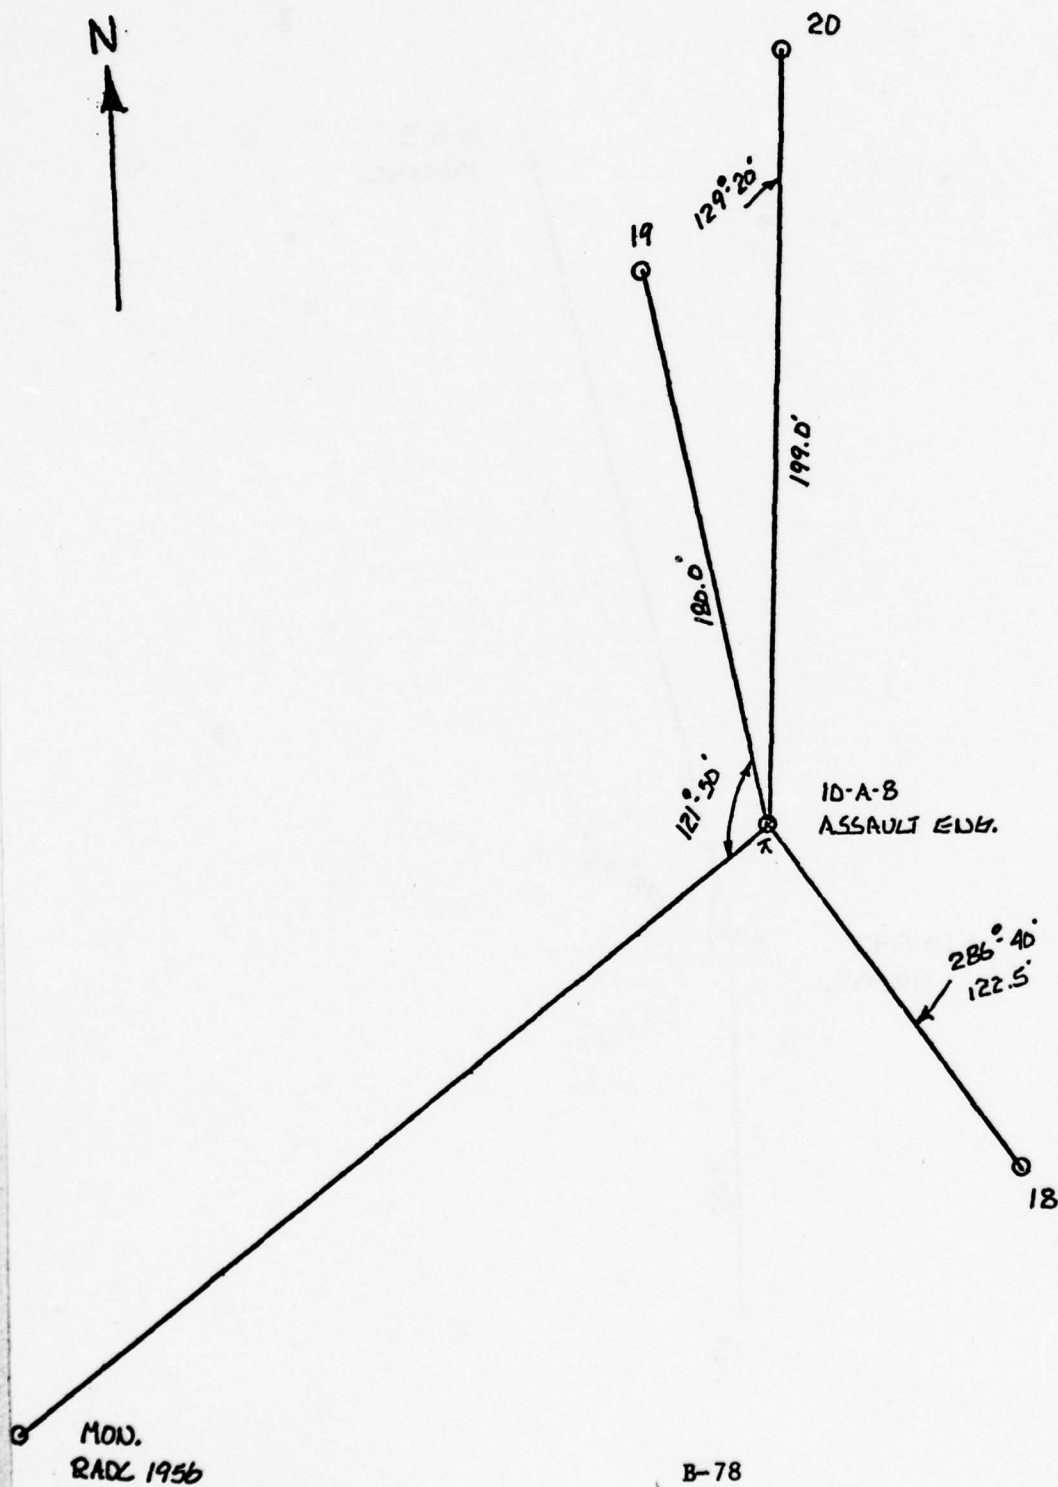 N
20
129°-20'
19
199.0'
180.0'
121°-50'
10-A-8
ASSAULT ENG.
286°-40'
122.5'
18
MON.
RADC 1956
B-78